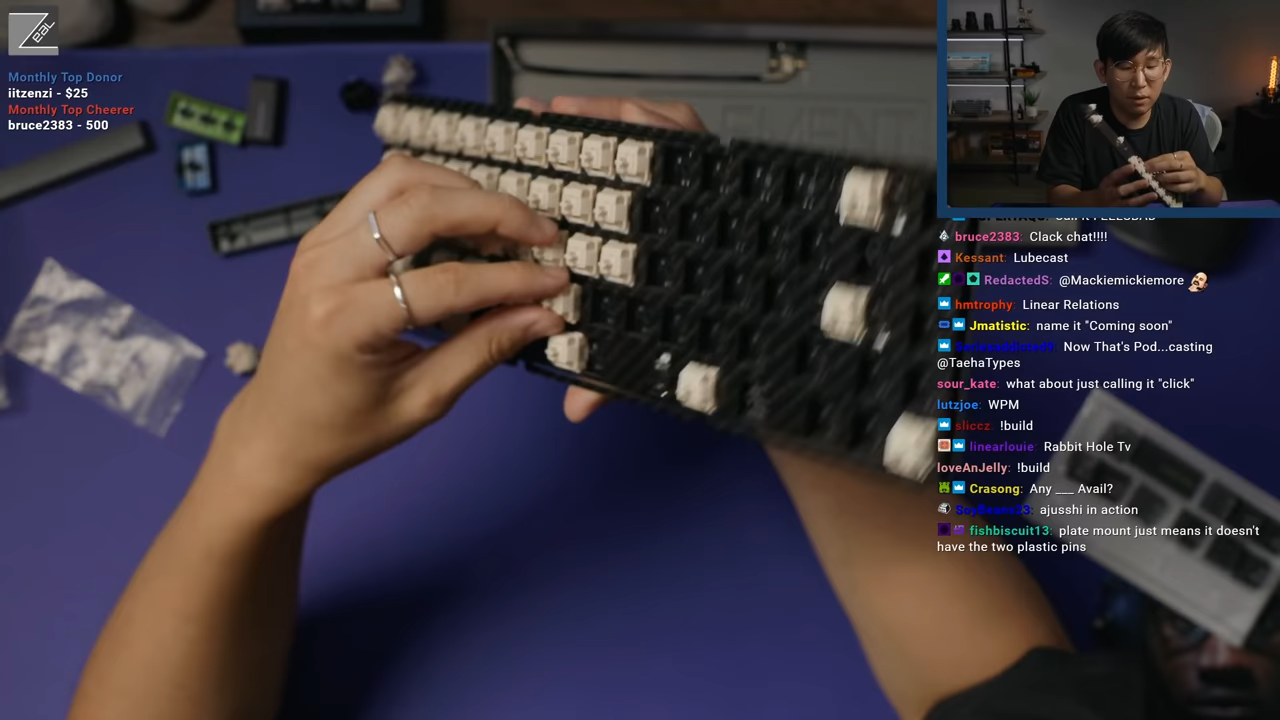 Zeal
Monthly Top Donor
iitzenzi - $25
Monthly Top Cheerer
bruce2383 - 500
bruce2383: Clack chat!!!!
Kessant: Lubecast
RedactedS: @Mackiemickiemore
hmtrophy: Linear Relations
Jmatistic: name it "Coming soon"
Now That's Pod...casting
@TaehaTypes
sour_kate: what about just calling it "click"
lutzjoe: WPM
sliccz: !build
linearlouie: Rabbit Hole Tv
loveAnJelly: !build
Crasong: Any ___ Avail?
ajusshi in action
fishbiscuit13: plate mount just means it doesn't
have the two plastic pins